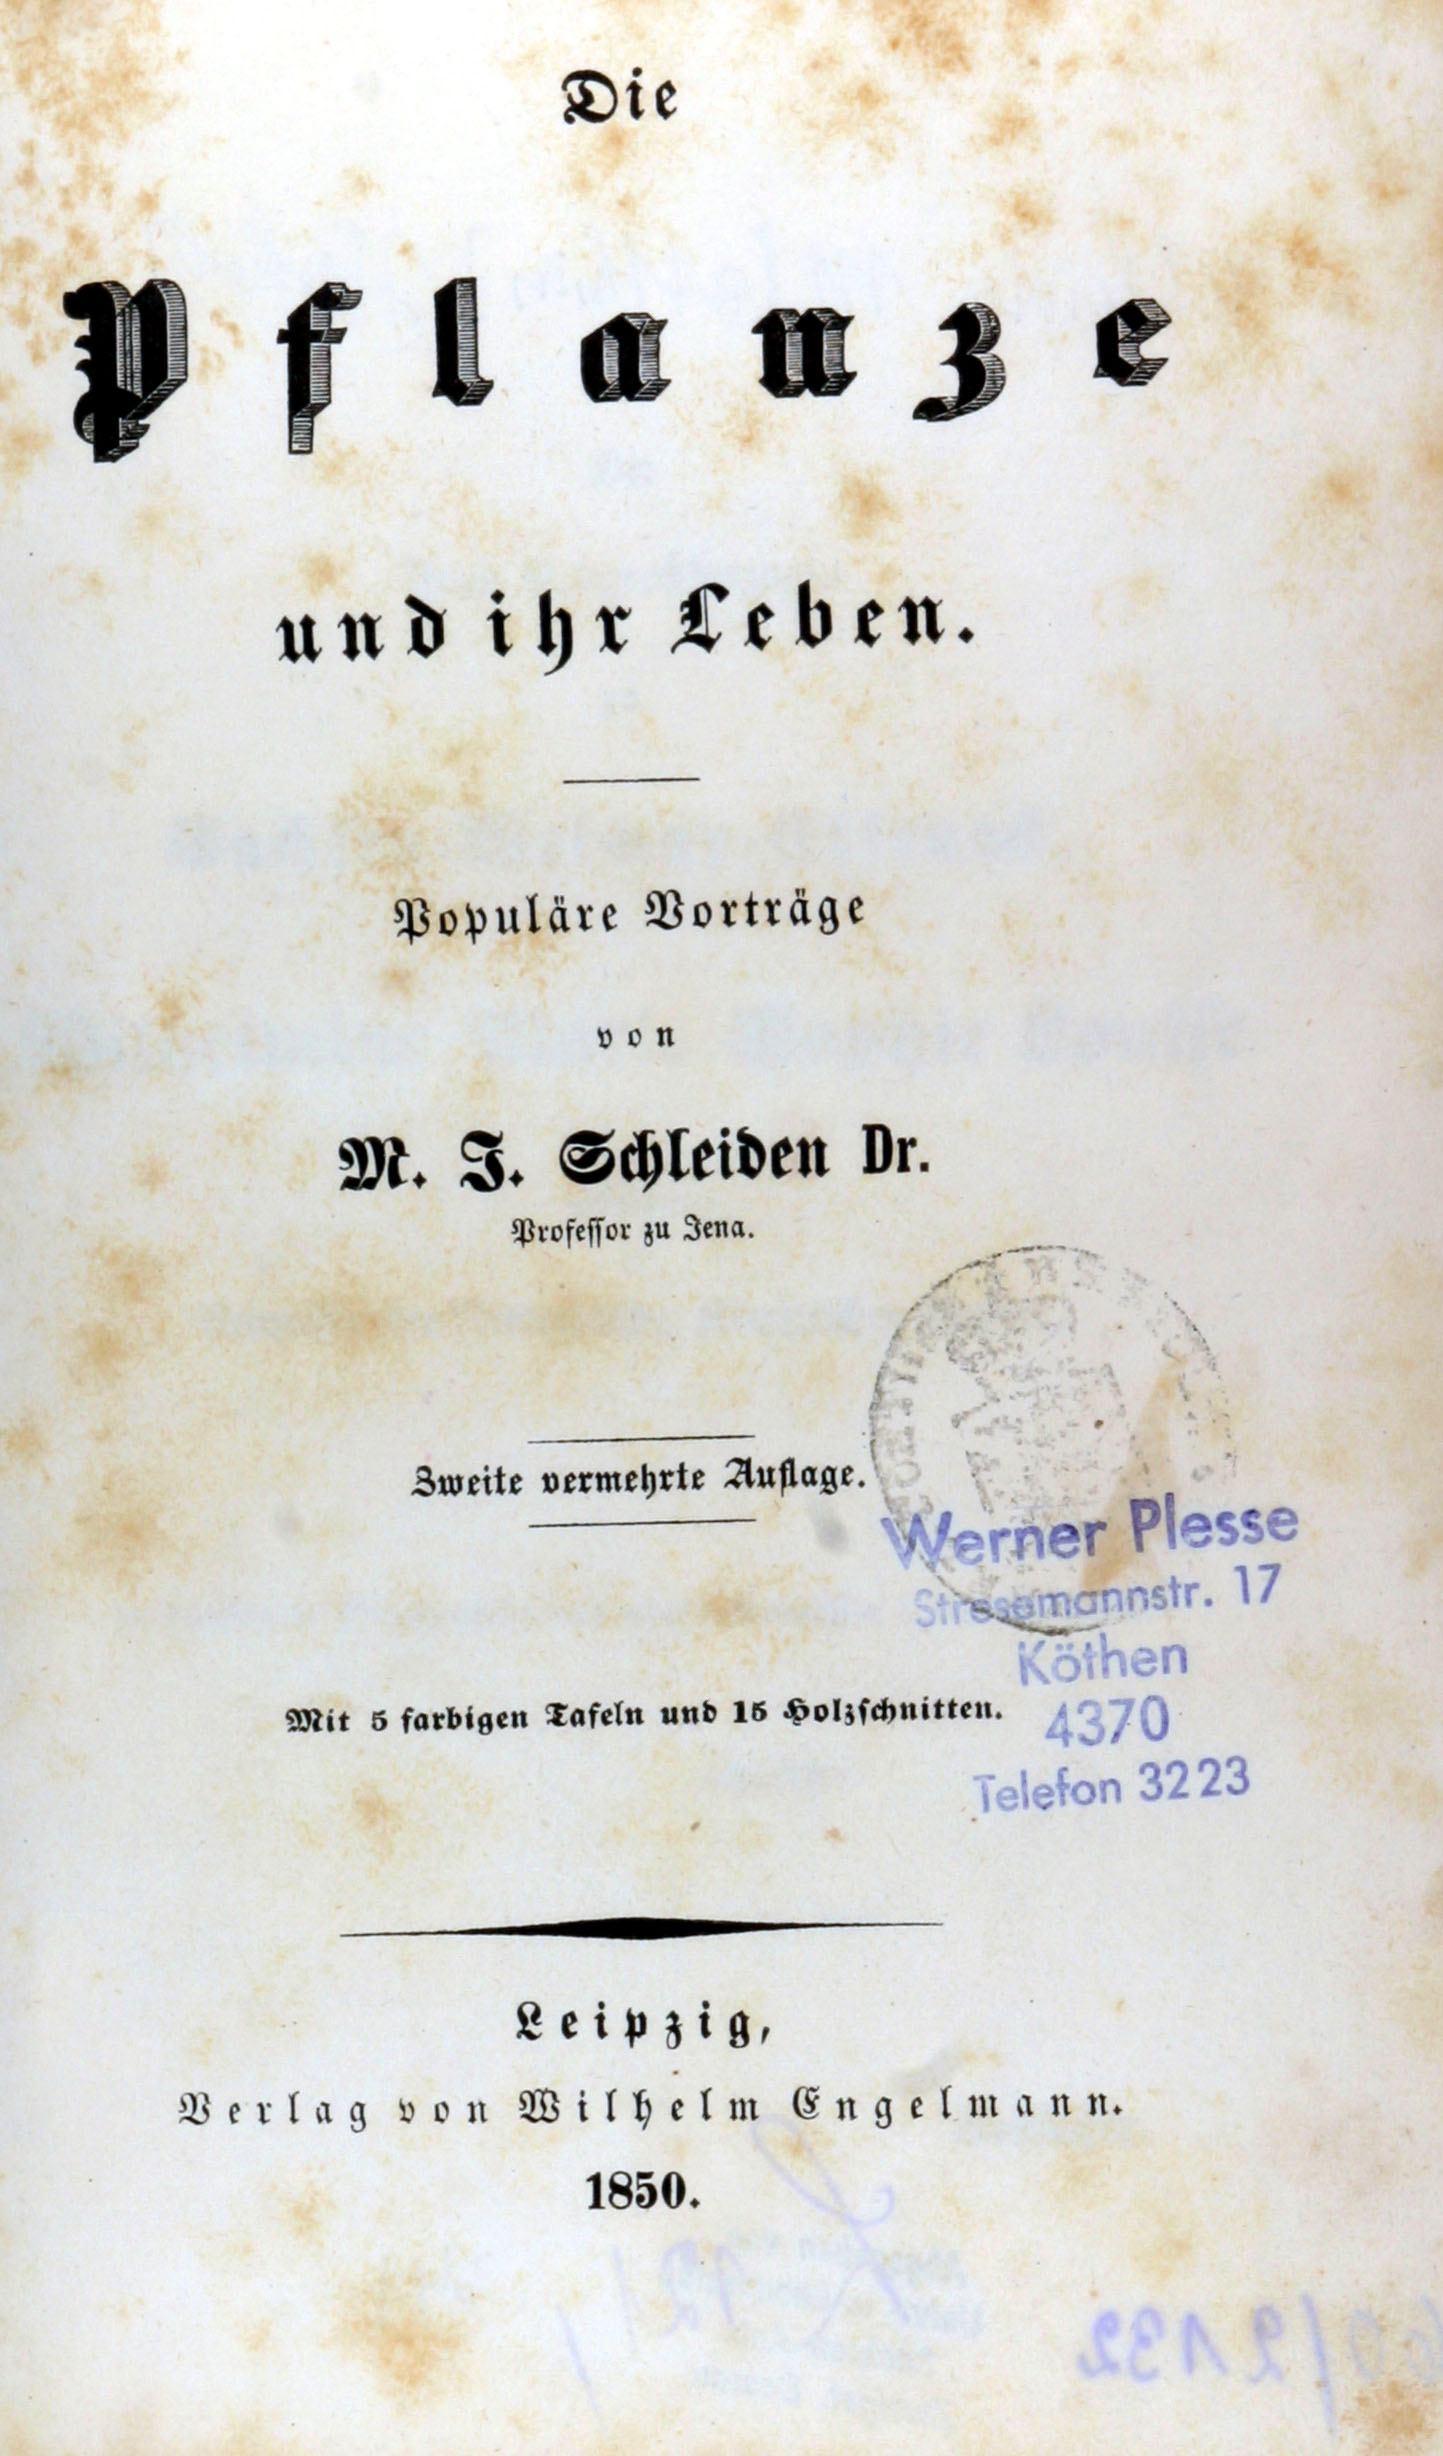 Die
Pflanze
und ihr Leben.
Populäre Vorträge
von
M. J. Schleiden Dr.
Professor zu Jena.
Zweite vermehrte Auflage.
Werner Plesse
Stresemannstr. 17
Köthen
4370
Telefon 3223
Mit 5 farbigen Tafeln und 15 Holzschnitten.
Leipzig,
Verlag von Wilhelm Engelmann.
1850.